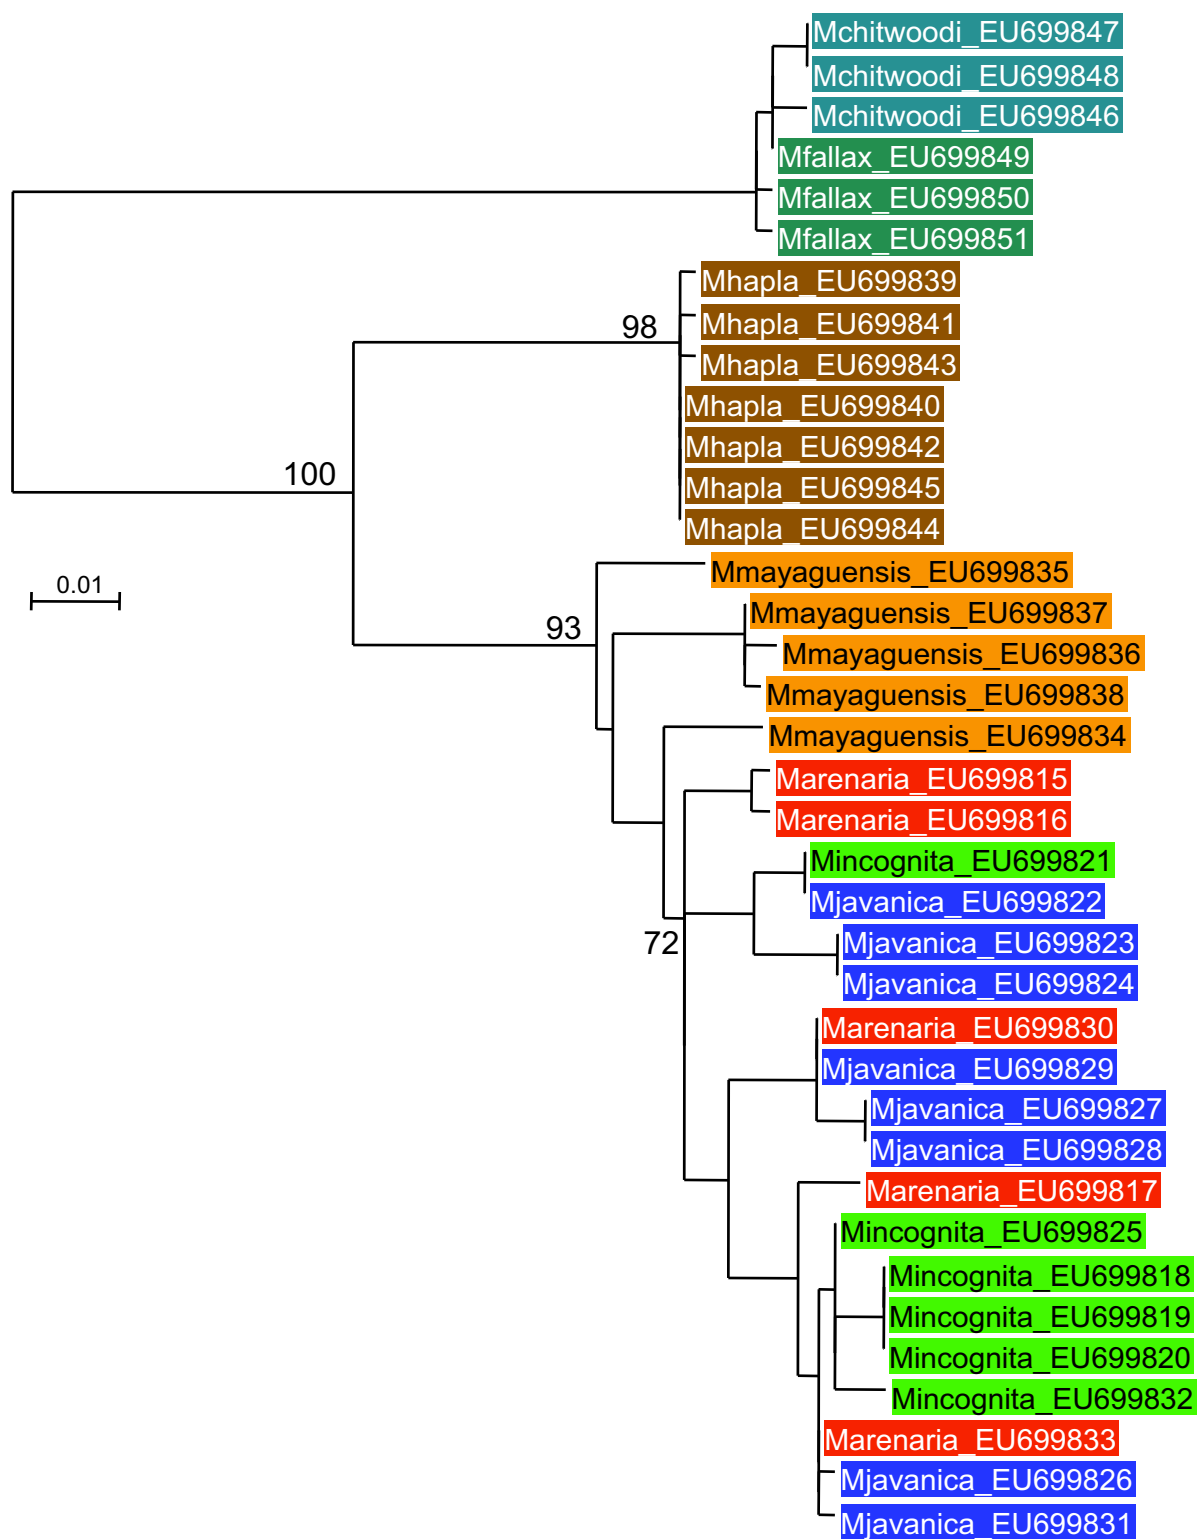 Mchitwoodi_EU699847
Mchitwoodi_EU699848
Mchitwoodi_EU699846
Mfallax_EU699849
Mfallax_EU699850
Mfallax_EU699851
Mhapla_EU699839
98
Mhapla_EU699841
Mhapla_EU699843
Mhapla_EU699840
Mhapla_EU699842
100
Mhapla_EU699845
Mhapla_EU699844
Mmayaguensis_EU699835
0.01
Mmayaguensis_EU699837
93
Mmayaguensis_EU699836
Mmayaguensis_EU699838
Mmayaguensis_EU699834
Marenaria_EU699815
Marenaria_EU699816
Mincognita_EU699821
Mjavanica_EU699822
72
Mjavanica_EU699823
Mjavanica_EU699824
Marenaria_EU699830
Mjavanica_EU699829
Mjavanica_EU699827
Mjavanica_EU699828
Marenaria_EU699817
Mincognita_EU699825
Mincognita_EU699818
Mincognita_EU699819
Mincognita_EU699820
Mincognita_EU699832
Marenaria_EU699833
Mjavanica_EU699826
Mjavanica_EU699831